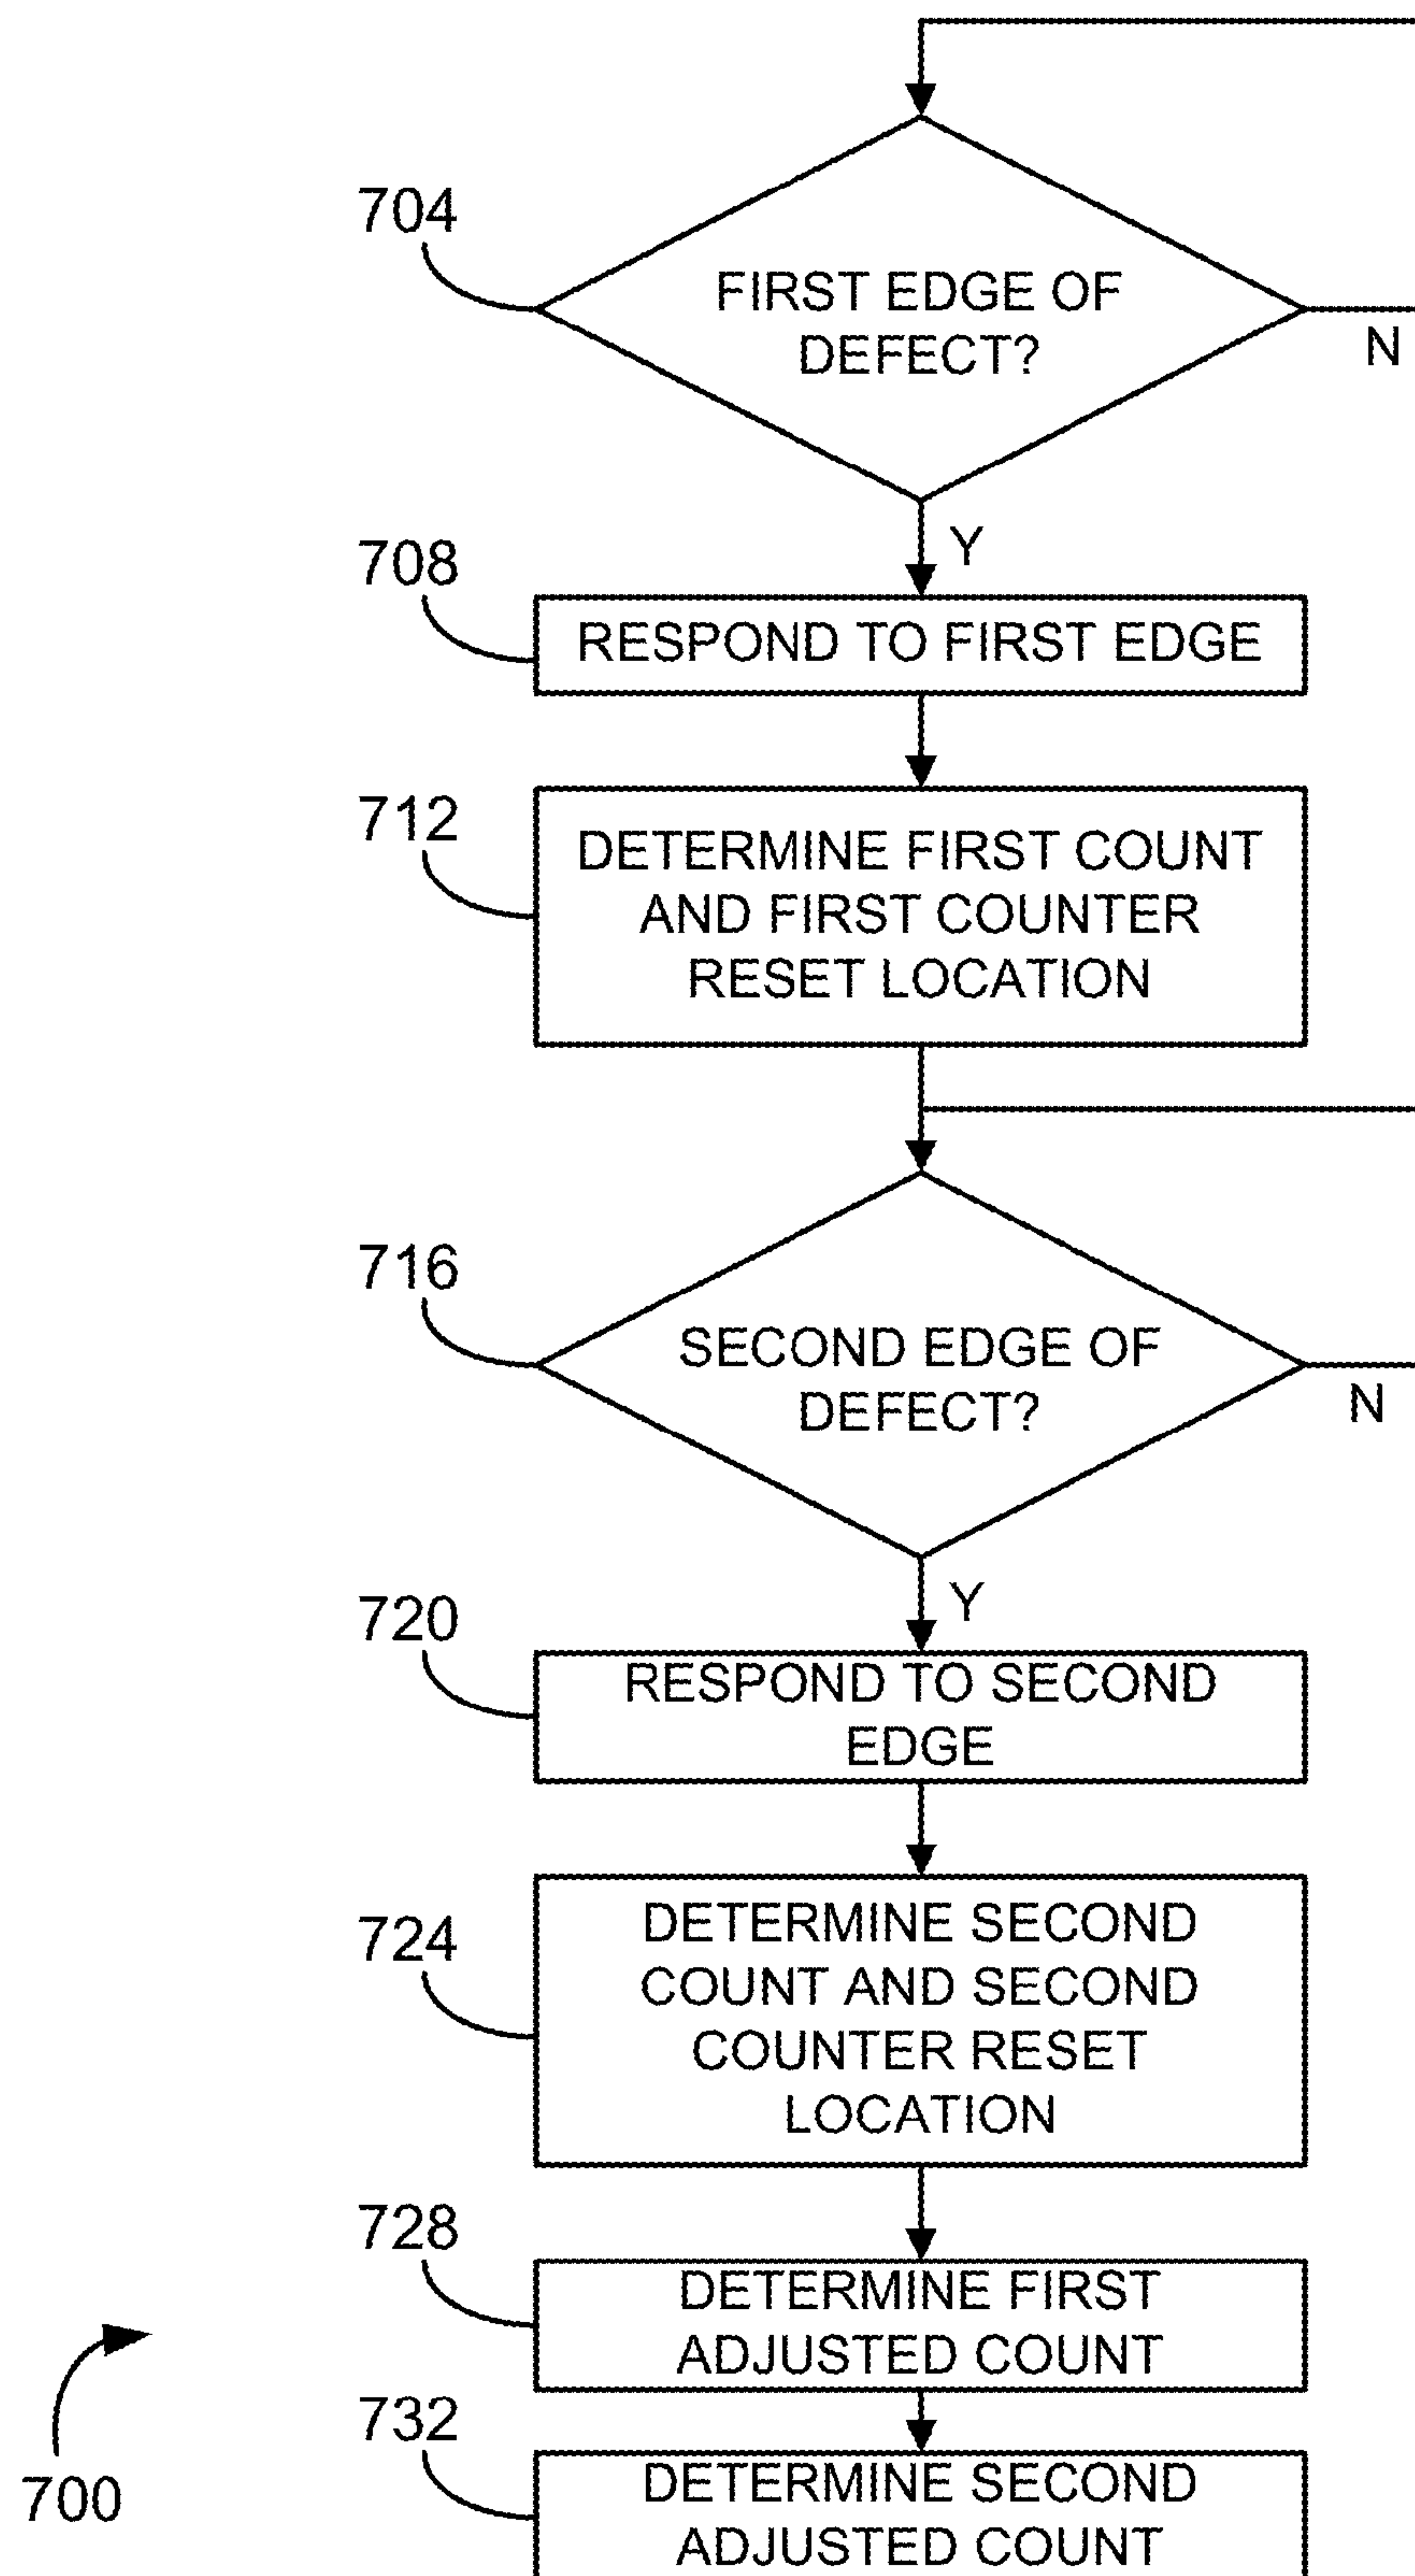 704
FIRST EDGE OF
DEFECT?
N
Y
708
RESPOND TO FIRST EDGE
712
DETERMINE FIRST COUNT
AND FIRST COUNTER
RESET LOCATION
716
SECOND EDGE OF
DEFECT?
N
Y
720
RESPOND TO SECOND
EDGE
724
DETERMINE SECOND
COUNT AND SECOND
COUNTER RESET
LOCATION
728
DETERMINE FIRST
ADJUSTED COUNT
732
DETERMINE SECOND
ADJUSTED COUNT
700